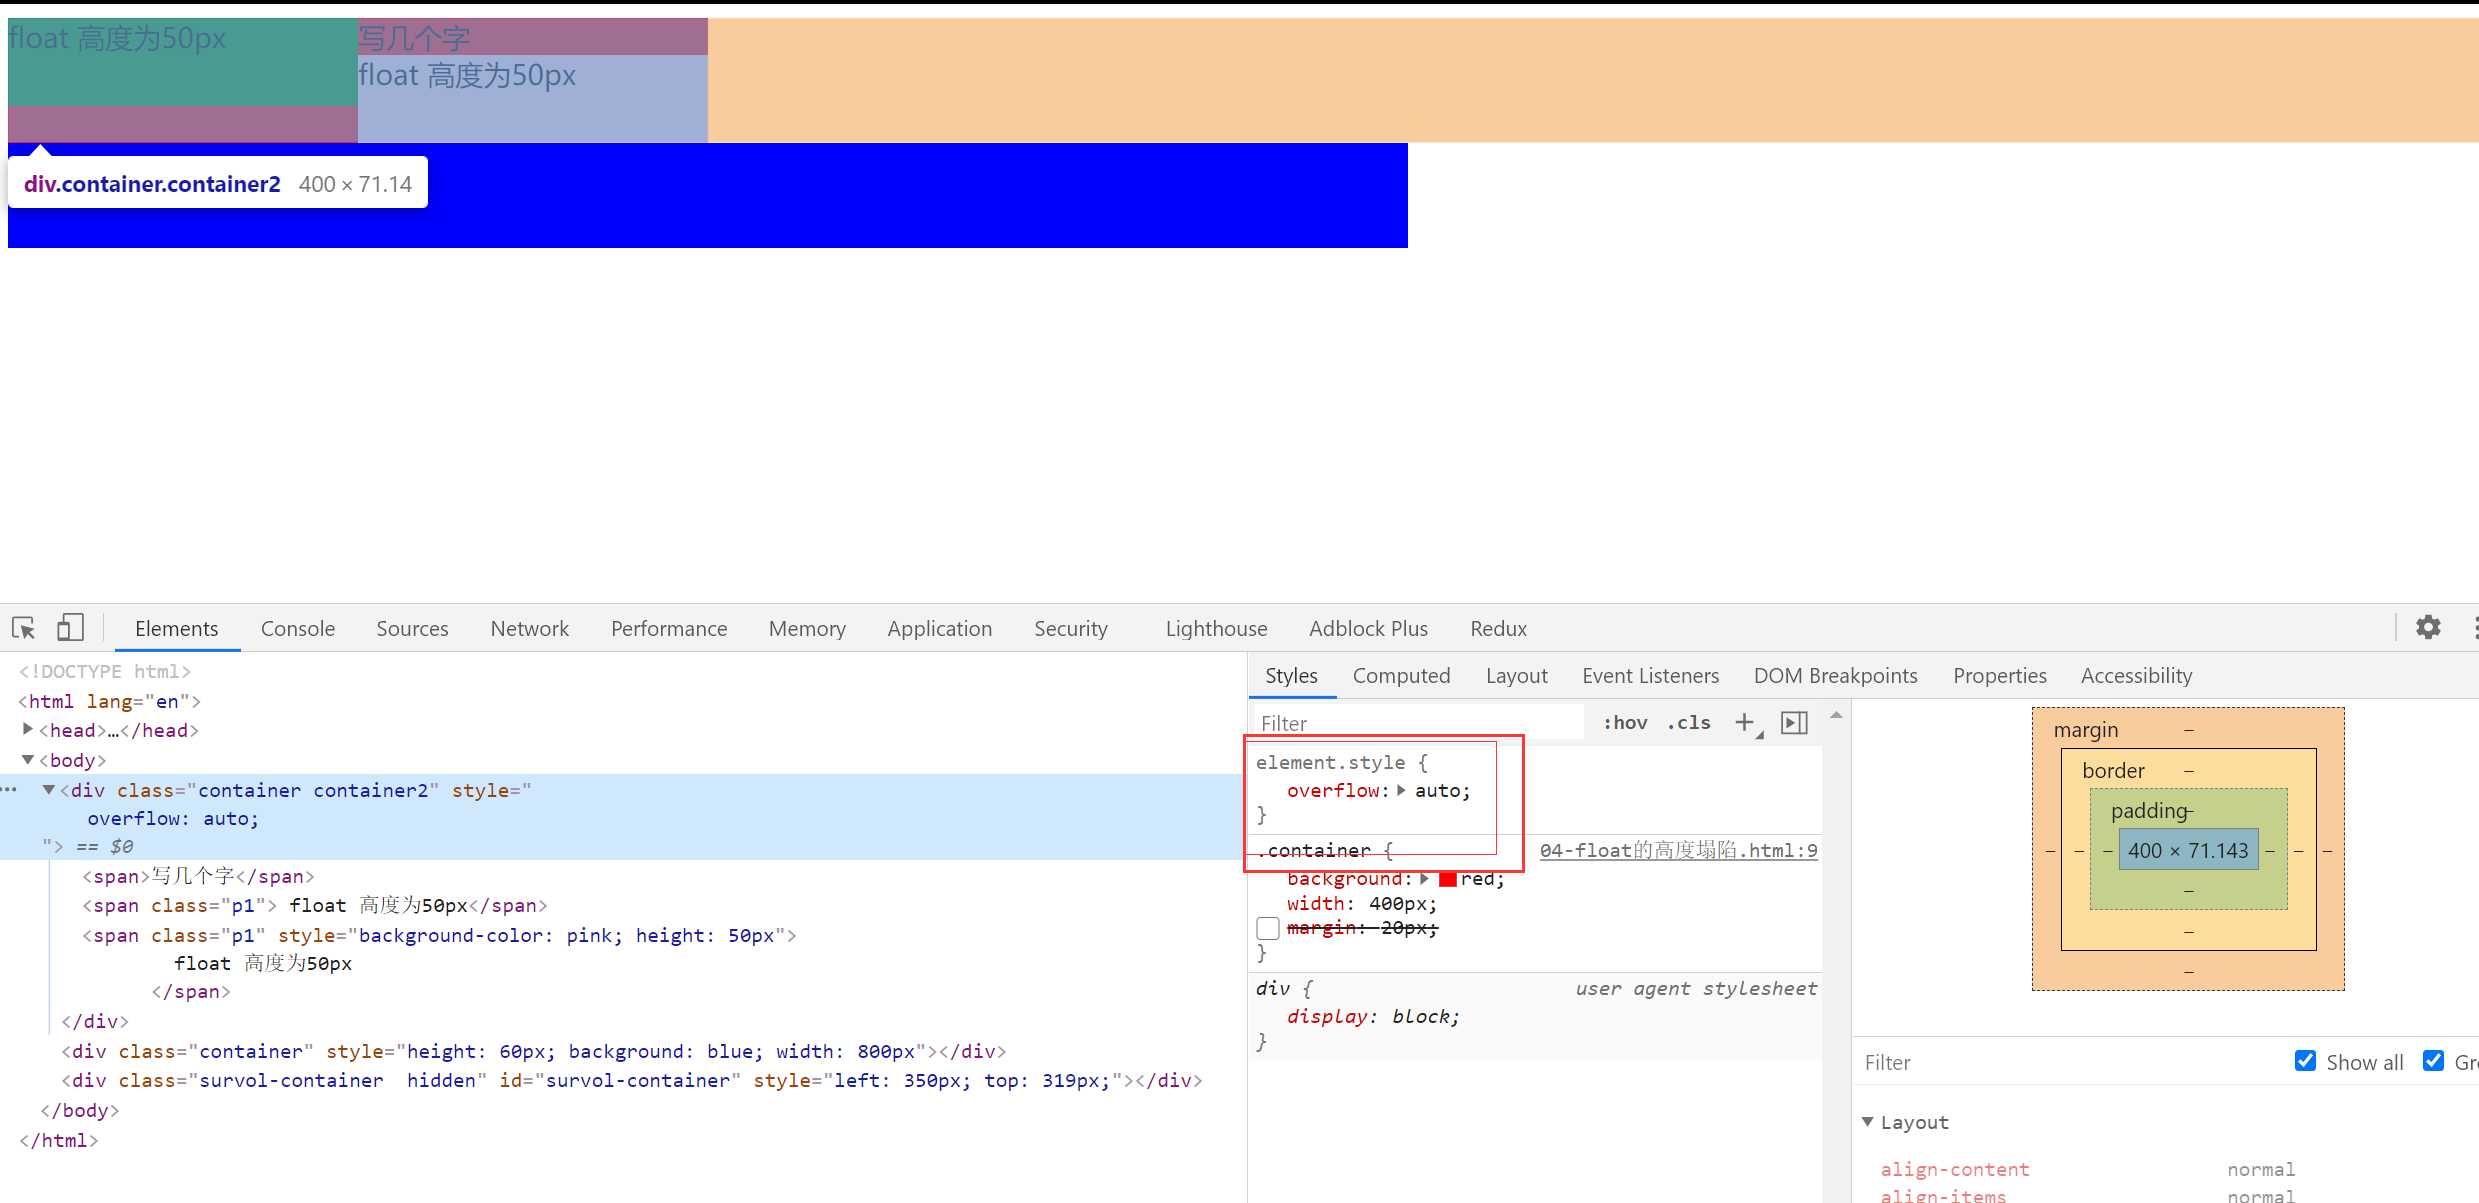 float 高度为50px
写几个字
float 高度为50px
div.container.container2 400 × 71.14
Elements Console Sources Network Performance Memory Application Security Lighthouse Adblock Plus Redux
<!DOCTYPE html>
<html lang="en">
<head>…</head>
<body>
<div class="container container2" style="
overflow: auto;
"> == $0
<span>写几个字</span>
<span class="p1"> float 高度为50px</span>
<span class="p1" style="background-color: pink; height: 50px">
float 高度为50px
</span>
</div>
<div class="container" style="height: 60px; background: blue; width: 800px"></div>
<div class="survol-container  hidden" id="survol-container" style="left: 350px; top: 319px;"></div>
</body>
</html>
Styles Computed Layout Event Listeners DOM Breakpoints Properties Accessibility
Filter :hov .cls
element.style {
overflow: auto;
}
.container { 04-float的高度塌陷.html:9
background: red;
width: 400px;
margin: 20px;
}
div { user agent stylesheet
display: block;
}
margin –
border –
padding –
– – – 400 × 71.143 – – –
–
–
–
Filter Show all Gr
Layout
align-content normal
align-items normal